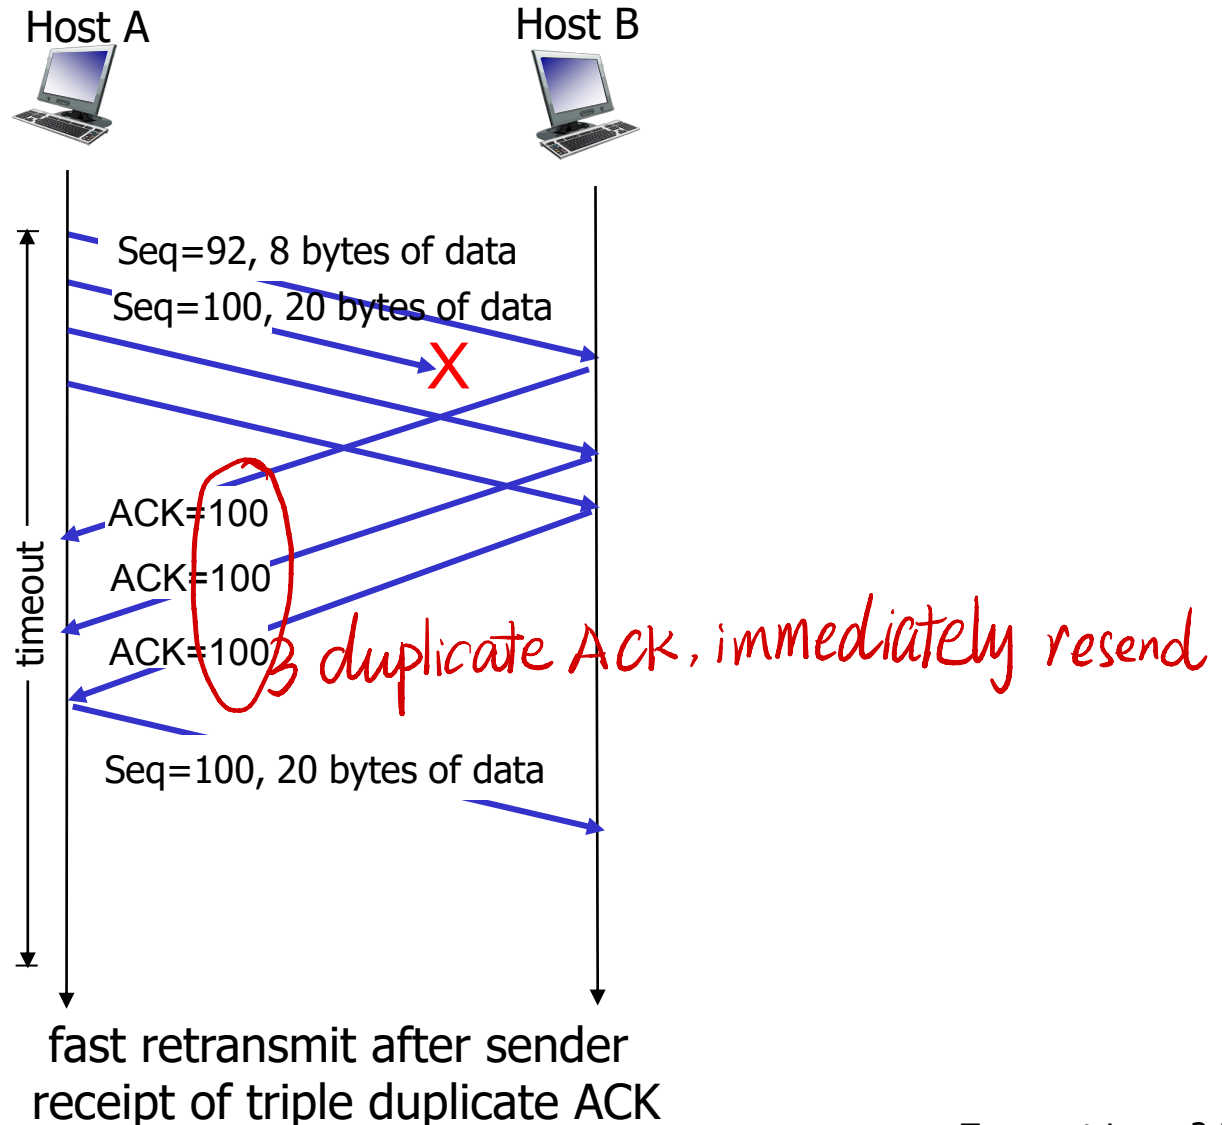 Host A
Host B
Seq=92, 8 bytes of data
Seq=100, 20 bytes of data
X
ACK=100
ACK=100
timeout
ACK=100
3 duplicate ACK, immediately resend
Seq=100, 20 bytes of data
fast retransmit after sender
receipt of triple duplicate ACK